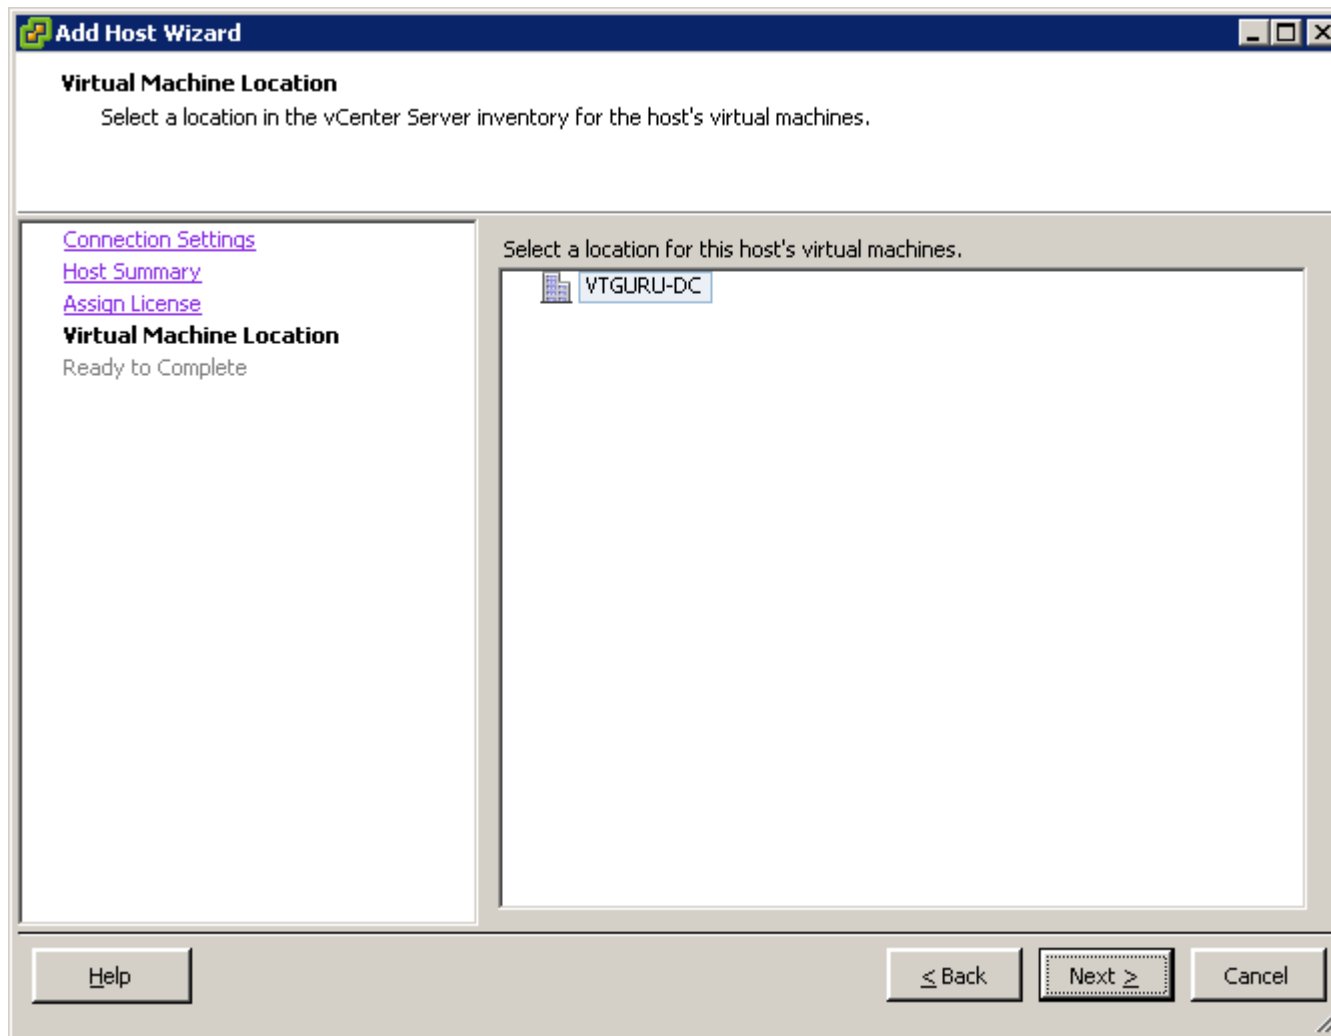 Add Host Wizard
Virtual Machine Location
Select a location in the vCenter Server inventory for the host's virtual machines.
Connection Settings
Host Summary
Assign License
Virtual Machine Location
Ready to Complete
Select a location for this host's virtual machines.
VTGURU-DC
Help
< Back
Next >
Cancel